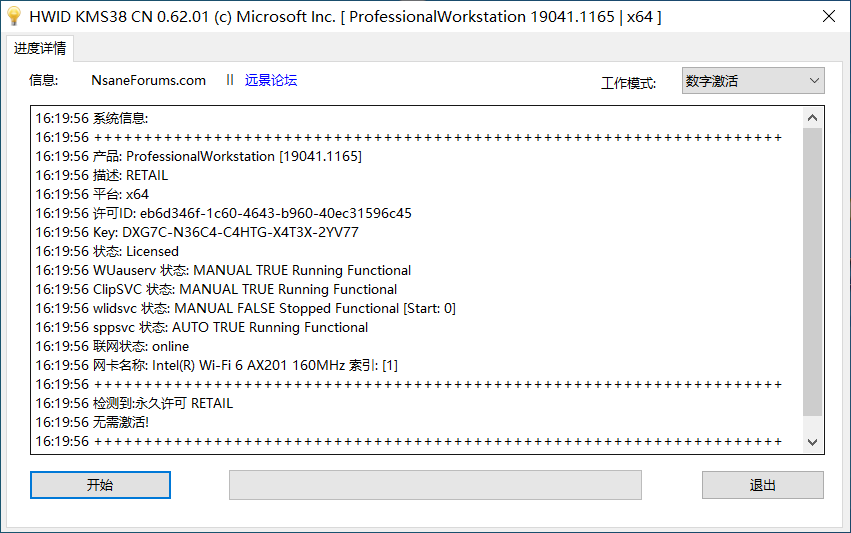 HWID KMS38 CN 0.62.01 (c) Microsoft Inc. [ ProfessionalWorkstation 19041.1165 | x64 ]
进度详情
信息: NsaneForums.com || 远景论坛 工作模式: 数字激活
16:19:56 系统信息:
16:19:56 +++++++++++++++++++++++++++++++++++++++++++++++++++++++++++++++++++++
16:19:56 产品: ProfessionalWorkstation [19041.1165]
16:19:56 描述: RETAIL
16:19:56 平台: x64
16:19:56 许可ID: eb6d346f-1c60-4643-b960-40ec31596c45
16:19:56 Key: DXG7C-N36C4-C4HTG-X4T3X-2YV77
16:19:56 状态: Licensed
16:19:56 WUauserv 状态: MANUAL TRUE Running Functional
16:19:56 ClipSVC 状态: MANUAL TRUE Running Functional
16:19:56 wlidsvc 状态: MANUAL FALSE Stopped Functional [Start: 0]
16:19:56 sppsvc 状态: AUTO TRUE Running Functional
16:19:56 联网状态: online
16:19:56 网卡名称: Intel(R) Wi-Fi 6 AX201 160MHz 索引: [1]
16:19:56 +++++++++++++++++++++++++++++++++++++++++++++++++++++++++++++++++++++
16:19:56 检测到:永久许可 RETAIL
16:19:56 无需激活!
16:19:56 +++++++++++++++++++++++++++++++++++++++++++++++++++++++++++++++++++++
开始 退出